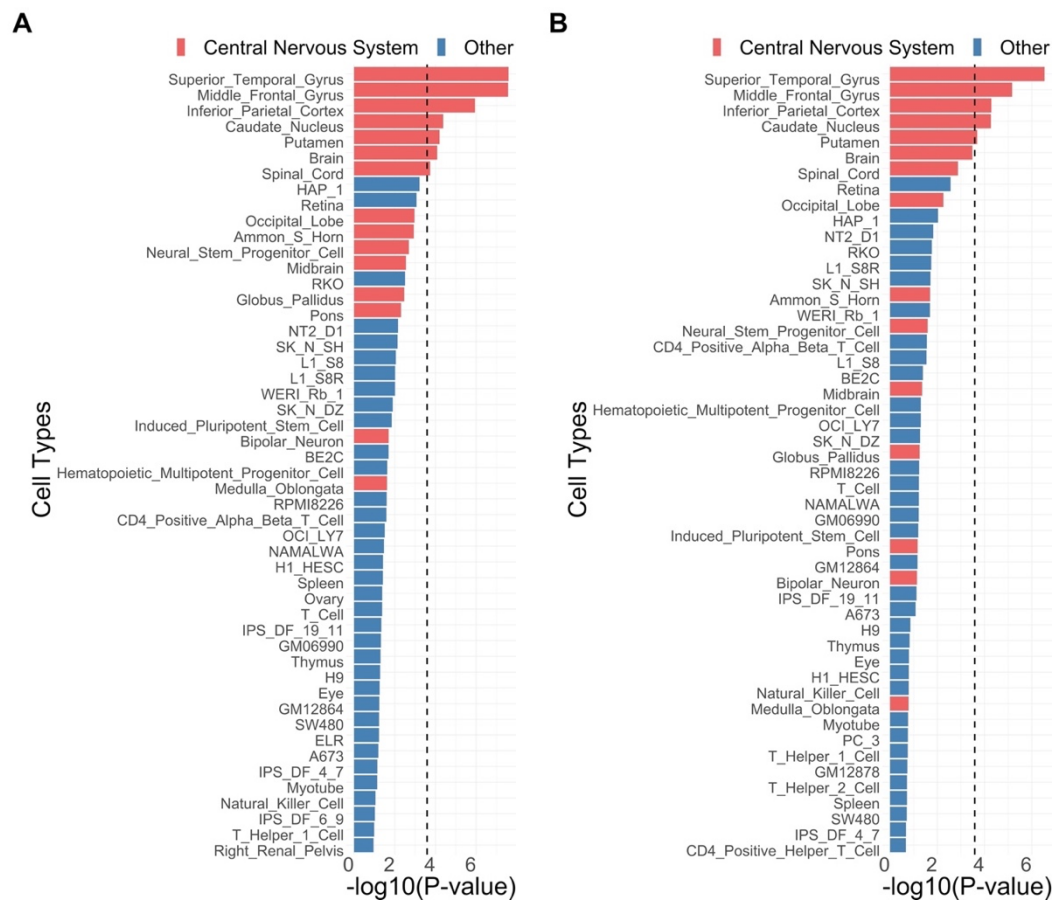 A
Central Nervous System Other
Superior_Temporal_Gyrus
Middle_Frontal_Gyrus
Inferior_Parietal_Cortex
Caudate_Nucleus
Putamen
Brain
Spinal_Cord
HAP_1
Retina
Occipital_Lobe
Ammon_S_Horn
Neural_Stem_Progenitor_Cell
Midbrain
RKO
Globus_Pallidus
Pons
NT2_D1
SK_N_SH
L1_S8
L1_S8R
WERI_Rb_1
SK_N_DZ
Induced_Pluripotent_Stem_Cell
Bipolar_Neuron
BE2C
Hematopoietic_Multipotent_Progenitor_Cell
Medulla_Oblongata
RPMI8226
CD4_Positive_Alpha_Beta_T_Cell
OCI_LY7
NAMALWA
H1_HESC
Spleen
Ovary
T_Cell
IPS_DF_19_11
GM06990
Thymus
H9
Eye
GM12864
SW480
ELR
A673
IPS_DF_4_7
Myotube
Natural_Killer_Cell
IPS_DF_6_9
T_Helper_1_Cell
Right_Renal_Pelvis
Cell Types
0 2 4 6
-log10(P-value)
B
Central Nervous System Other
Superior_Temporal_Gyrus
Middle_Frontal_Gyrus
Inferior_Parietal_Cortex
Caudate_Nucleus
Putamen
Brain
Spinal_Cord
Retina
Occipital_Lobe
HAP_1
NT2_D1
RKO
L1_S8R
SK_N_SH
Ammon_S_Horn
WERI_Rb_1
Neural_Stem_Progenitor_Cell
CD4_Positive_Alpha_Beta_T_Cell
L1_S8
BE2C
Midbrain
Hematopoietic_Multipotent_Progenitor_Cell
OCI_LY7
SK_N_DZ
Globus_Pallidus
RPMI8226
T_Cell
NAMALWA
GM06990
Induced_Pluripotent_Stem_Cell
Pons
GM12864
Bipolar_Neuron
IPS_DF_19_11
A673
H9
Thymus
Eye
H1_HESC
Natural_Killer_Cell
Medulla_Oblongata
Myotube
PC_3
T_Helper_1_Cell
GM12878
T_Helper_2_Cell
Spleen
SW480
IPS_DF_4_7
CD4_Positive_Helper_T_Cell
Cell Types
0 2 4 6
-log10(P-value)